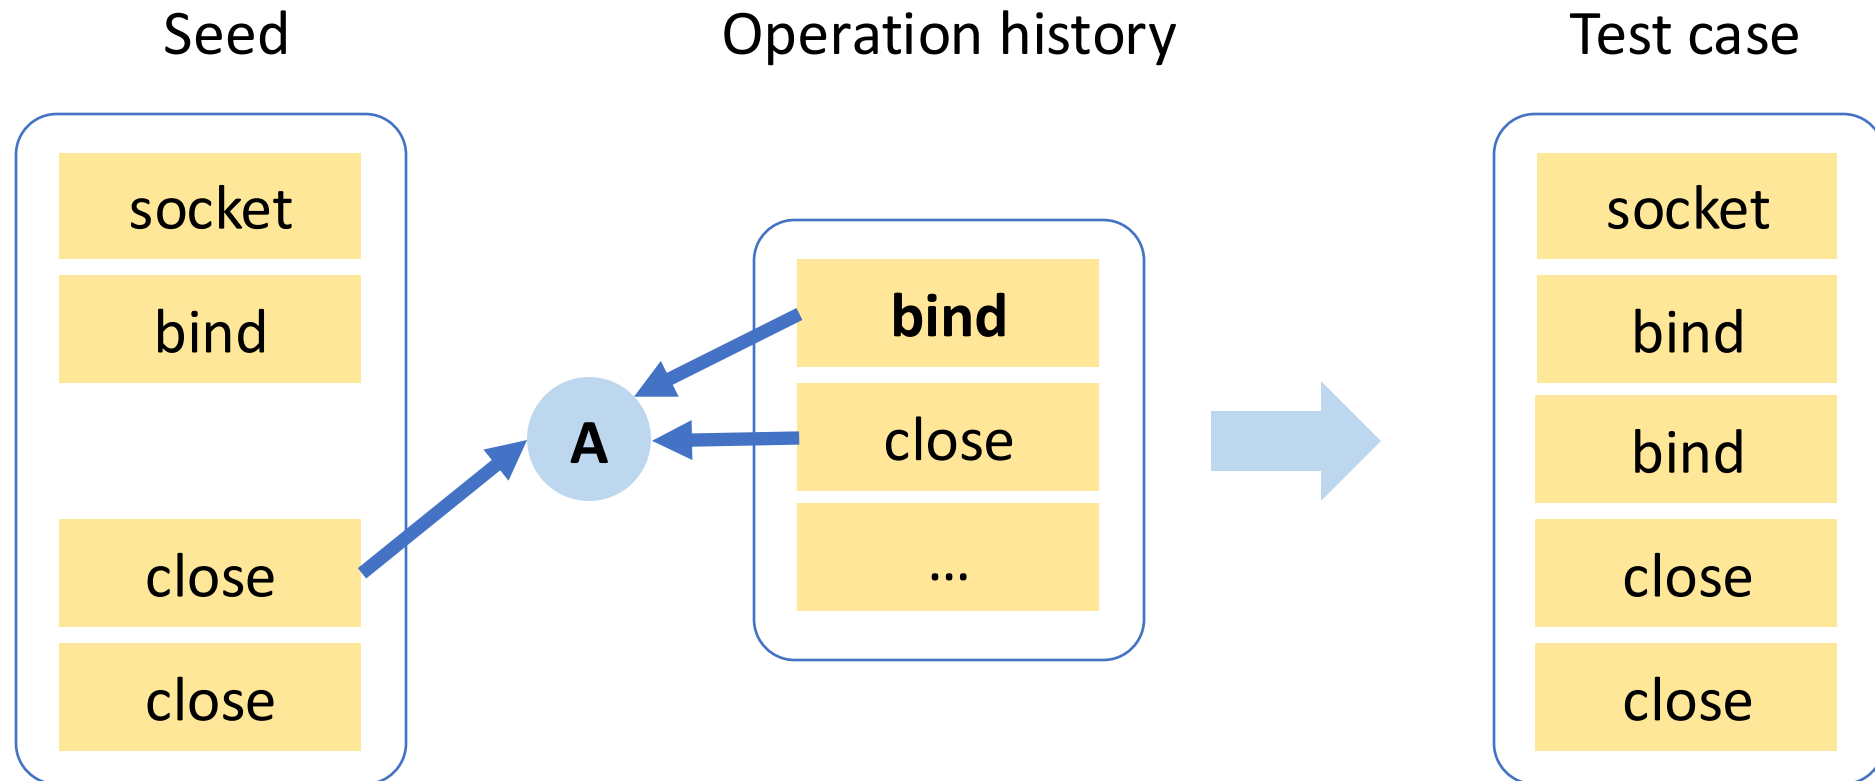 Seed
Operation history
Test case
socket
bind
close
close
A
bind
close
...
socket
bind
bind
close
close